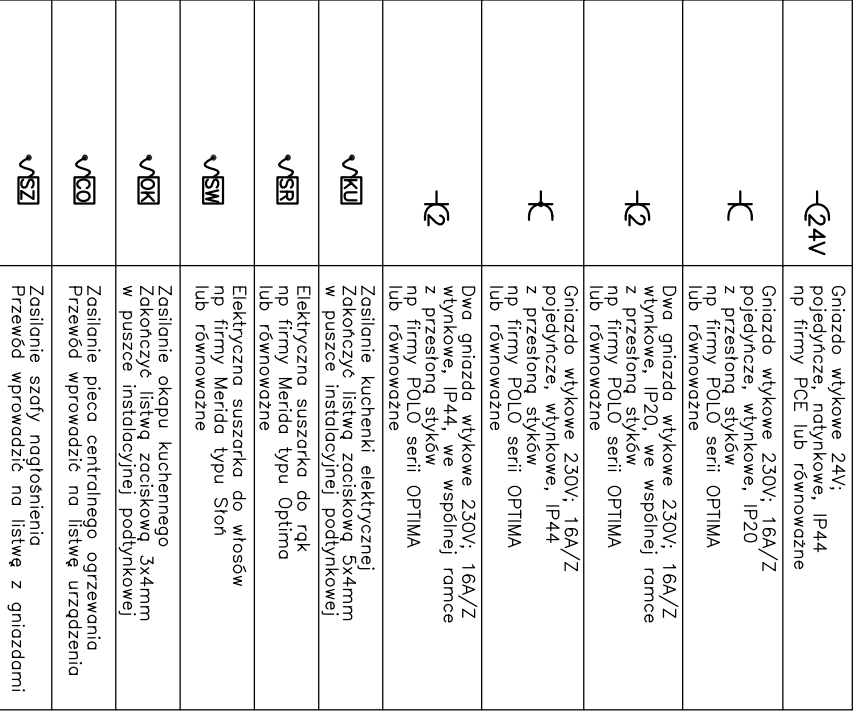 24V
Gniazdo wtykowe 24V;
pojedyńcze, natynkowe, IP44
np firmy PCE lub równoważne
Gniazdo wtykowe 230V; 16A/Z
pojedyńcze, wtynkowe, IP20
z przesłoną styków
np firmy POLO serii OPTIMA
lub równoważne
2
Dwa gniazda wtykowe 230V; 16A/Z
wtynkowe, IP20, we wspólnej ramce
z przesłoną styków
np firmy POLO serii OPTIMA
lub równoważne
Gniazdo wtykowe 230V; 16A/Z
pojedyńcze, wtynkowe, IP44
z przesłoną styków
np firmy POLO serii OPTIMA
lub równoważne
2
Dwa gniazda wtykowe 230V; 16A/Z
wtynkowe, IP44, we wspólnej ramce
z przesłoną styków
np firmy POLO serii OPTIMA
lub równoważne
KU
Zasilanie kuchenki elektrycznej
Zakończyć listwą zaciskową 5x4mm
w puszce instalacyjnej podtynkowej
SR
Elektryczna suszarka do rąk
np firmy Merida typu Optima
lub równoważne
SW
Elektryczna suszarka do włosów
np firmy Merida typu Słoń
lub równoważne
OK
Zasilanie okapu kuchennego
Zakończyć listwą zaciskową 3x4mm
w puszce instalacyjnej podtynkowej
CO
Zasilanie pieca centralnego ogrzewania
Przewód wprowadzić na listwę urządzenia
SZ
Zasilanie szafy nagłośnienia
Przewód wprowadzić na listwę z gniazdami